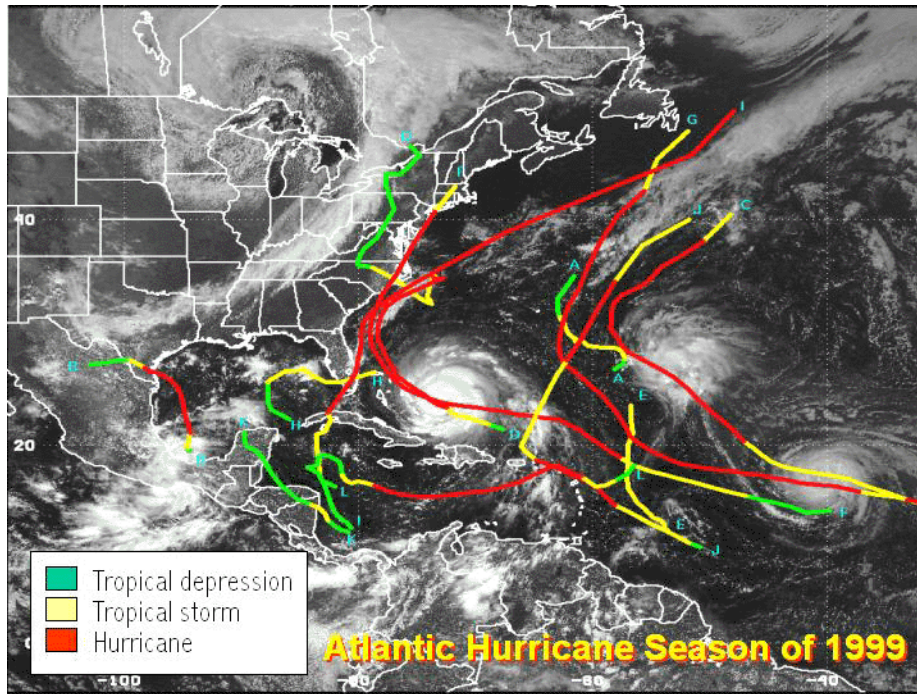 I
G
D
C
J
40
A
B
H
A
E
K
H
D
20
B
L
L
F
I
E
K
J
Tropical depression
Tropical storm
Hurricane
Atlantic Hurricane Season of 1999
-100
-80
-60
-40